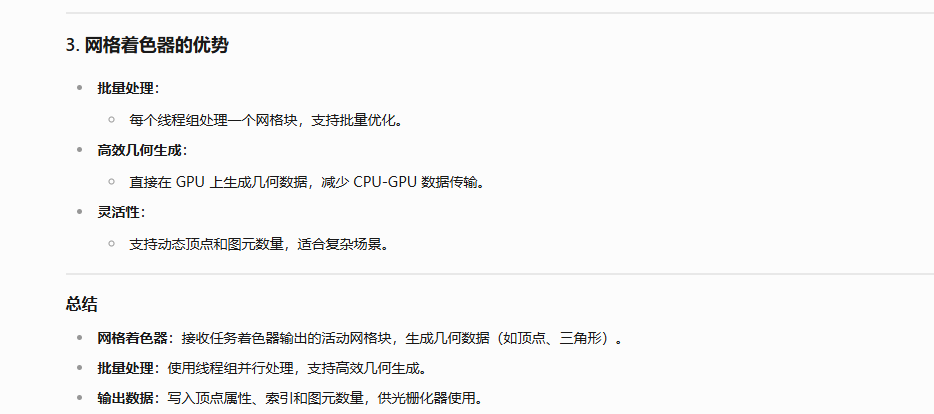 3. 网格着色器的优势
批量处理：
每个线程组处理一个网格块，支持批量优化。
高效几何生成：
直接在 GPU 上生成几何数据，减少 CPU-GPU 数据传输。
灵活性：
支持动态顶点和图元数量，适合复杂场景。
总结
网格着色器：接收任务着色器输出的活动网格块，生成几何数据（如顶点、三角形）。
批量处理：使用线程组并行处理，支持高效几何生成。
输出数据：写入顶点属性、索引和图元数量，供光栅化器使用。